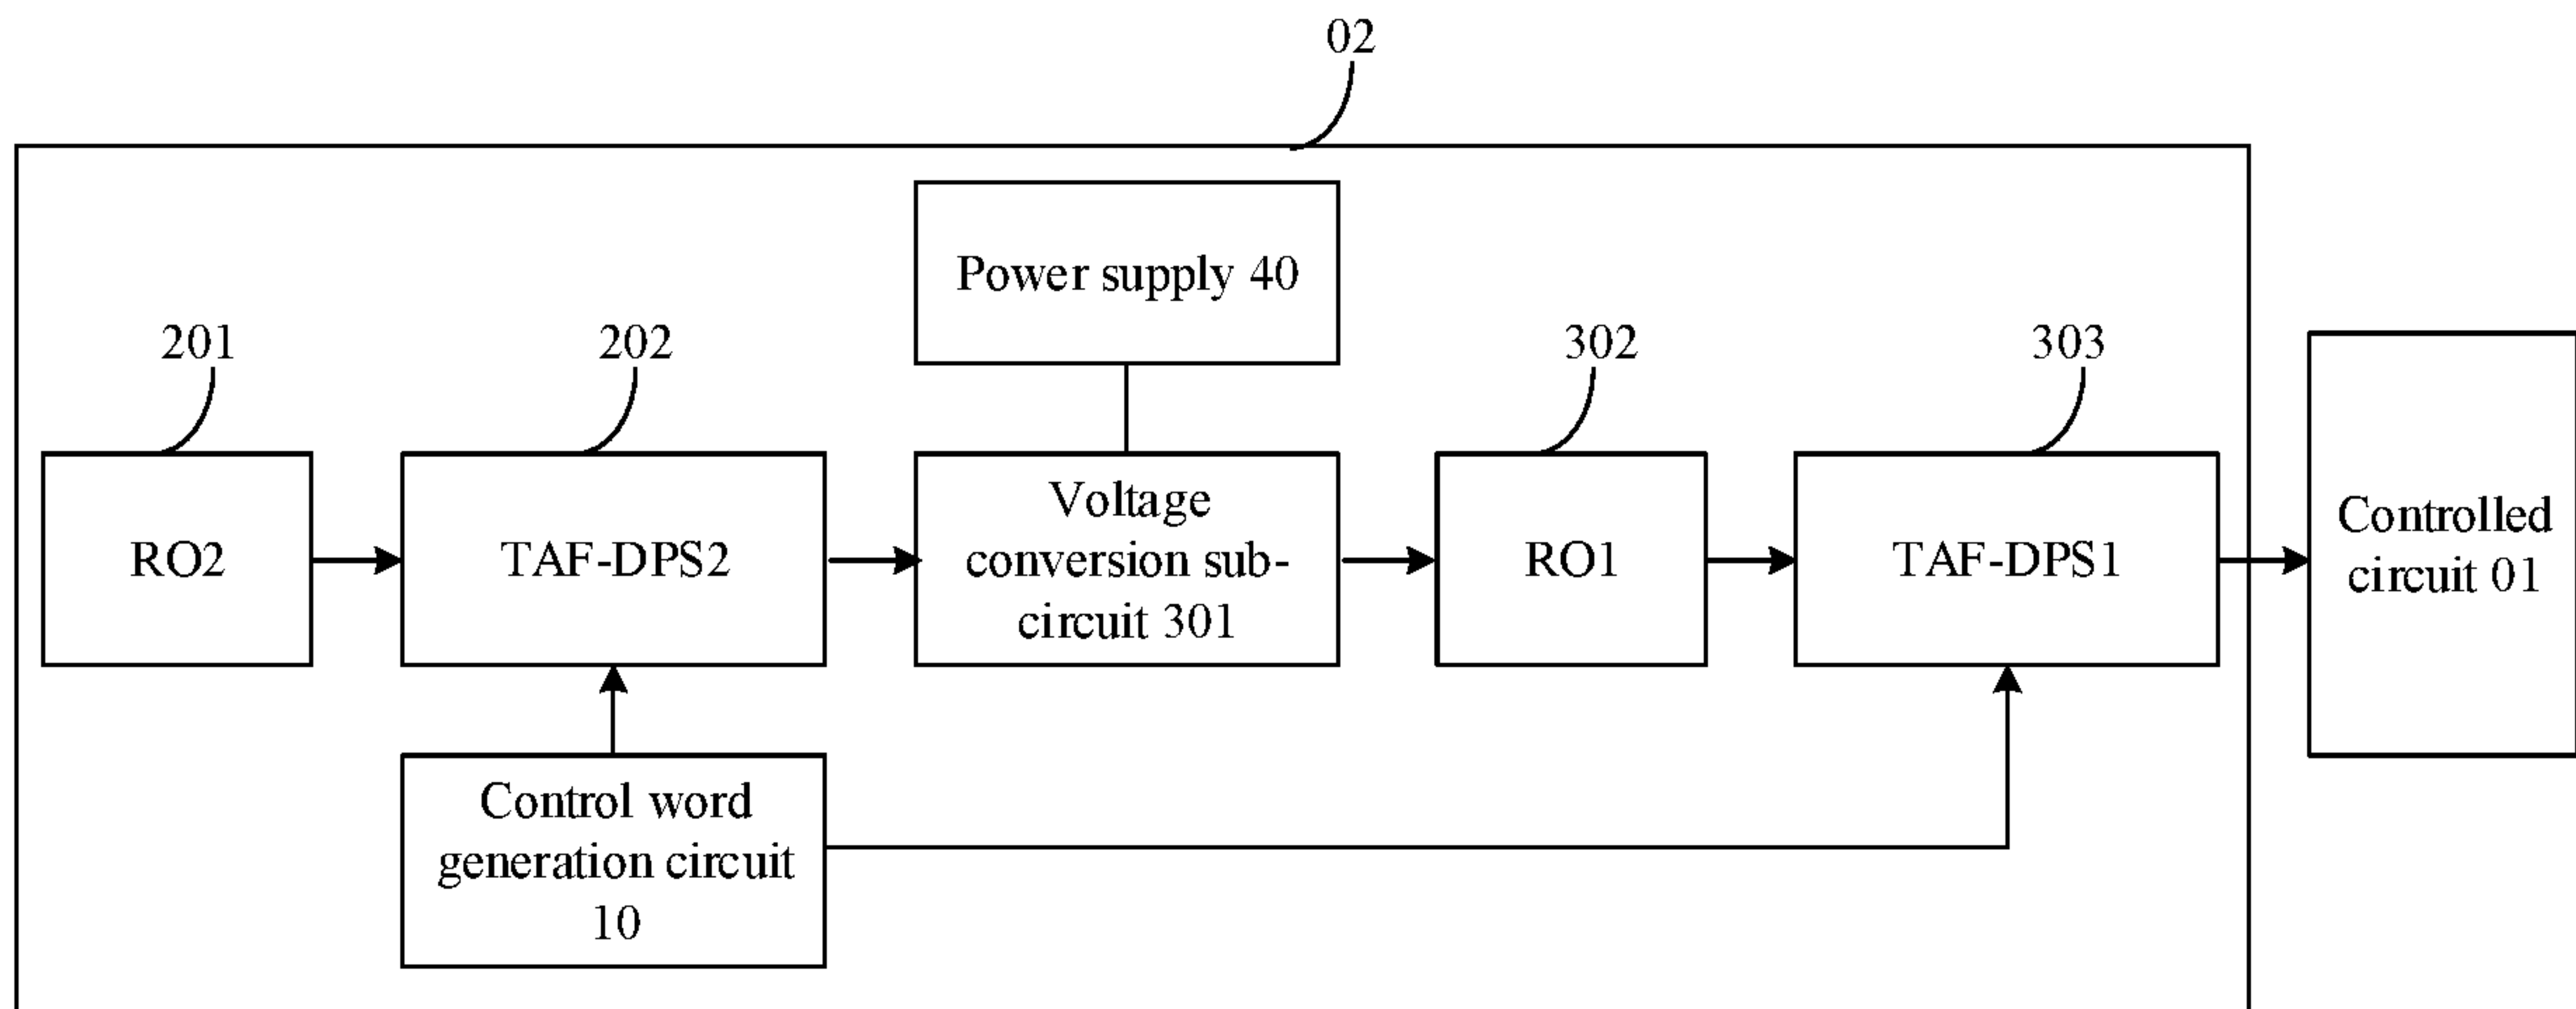 02
Power supply 40
201
202
302
303
RO2
TAF-DPS2
Voltage
conversion sub-
circuit 301
RO1
TAF-DPS1
Controlled
circuit 01
Control word
generation circuit
10